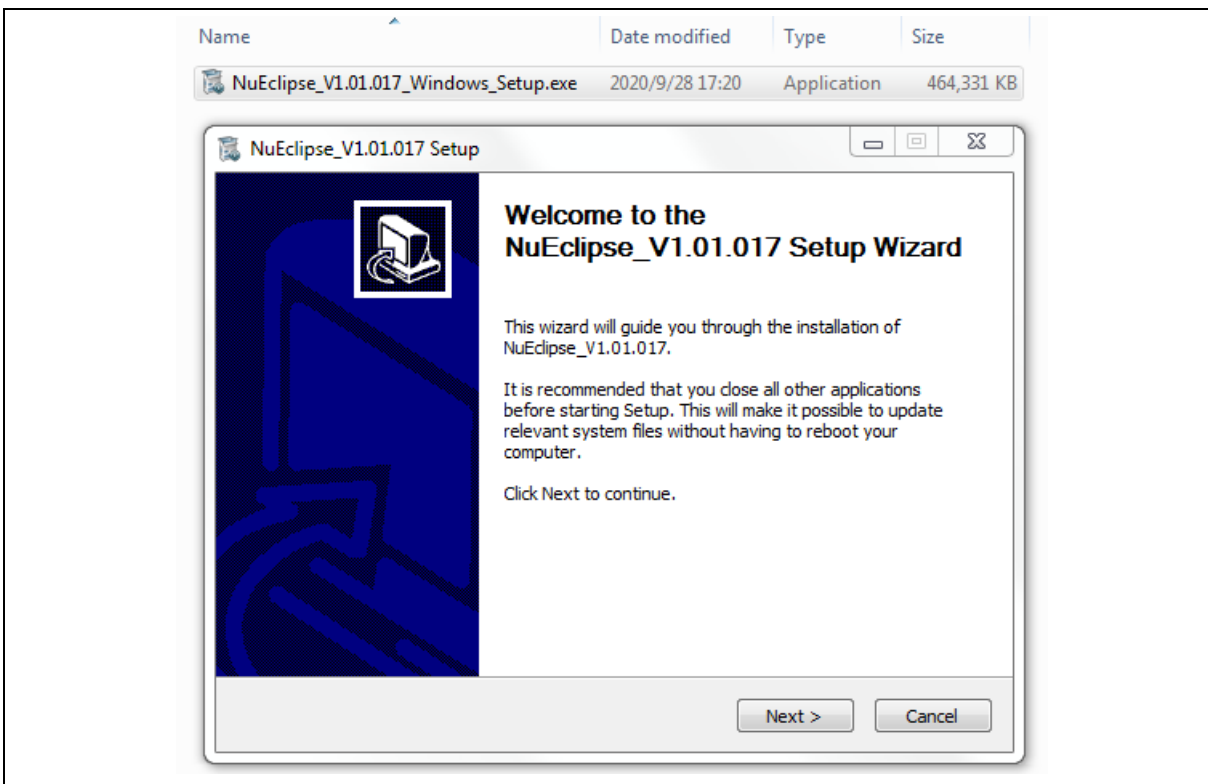 Name Date modified Type Size
NuEclipse_V1.01.017_Windows_Setup.exe 2020/9/28 17:20 Application 464,331 KB
NuEclipse_V1.01.017 Setup
Welcome to the
NuEclipse_V1.01.017 Setup Wizard
This wizard will guide you through the installation of
NuEclipse_V1.01.017.
It is recommended that you close all other applications
before starting Setup. This will make it possible to update
relevant system files without having to reboot your
computer.
Click Next to continue.
Next > Cancel